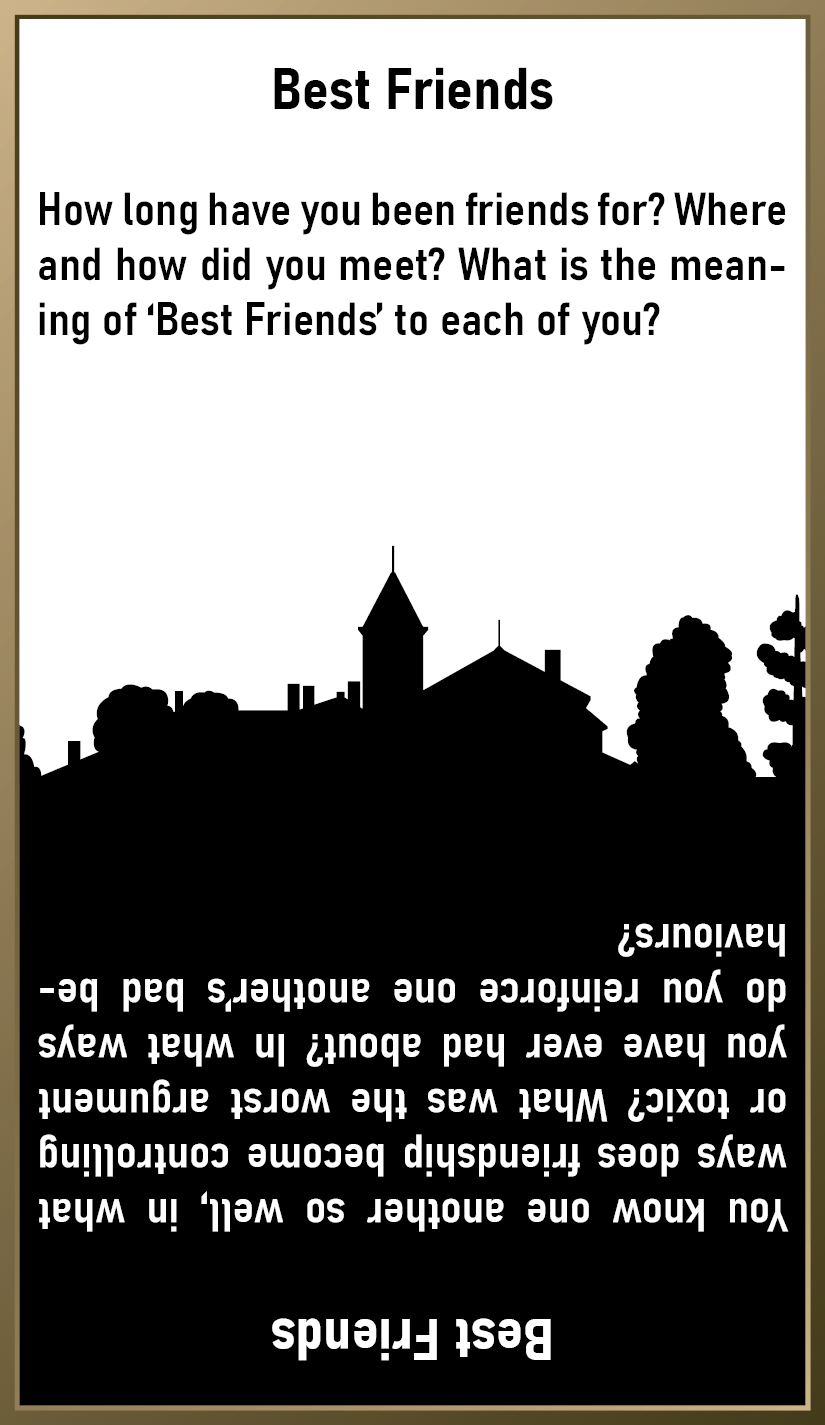 Best Friends
How long have you been friends for? Where
and how did you meet? What is the mean-
ing of ‘Best Friends’ to each of you?
Best Friends
You know one another so well, in what
ways does friendship become controlling
or toxic? What was the worst argument
you have ever had about? In what ways
do you reinforce one another’s bad be-
haviours?